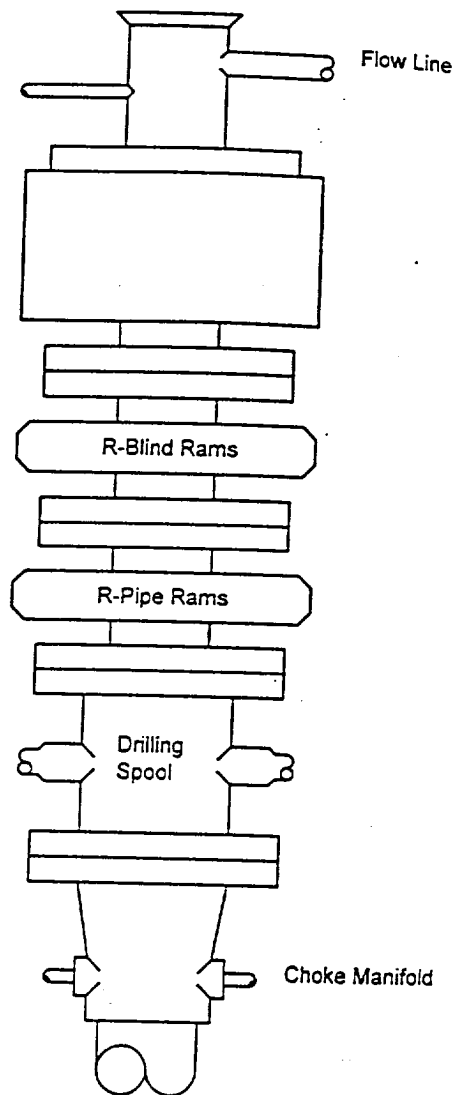 Flow Line
R-Blind Rams
R-Pipe Rams
Drilling
Spool
Choke Manifold